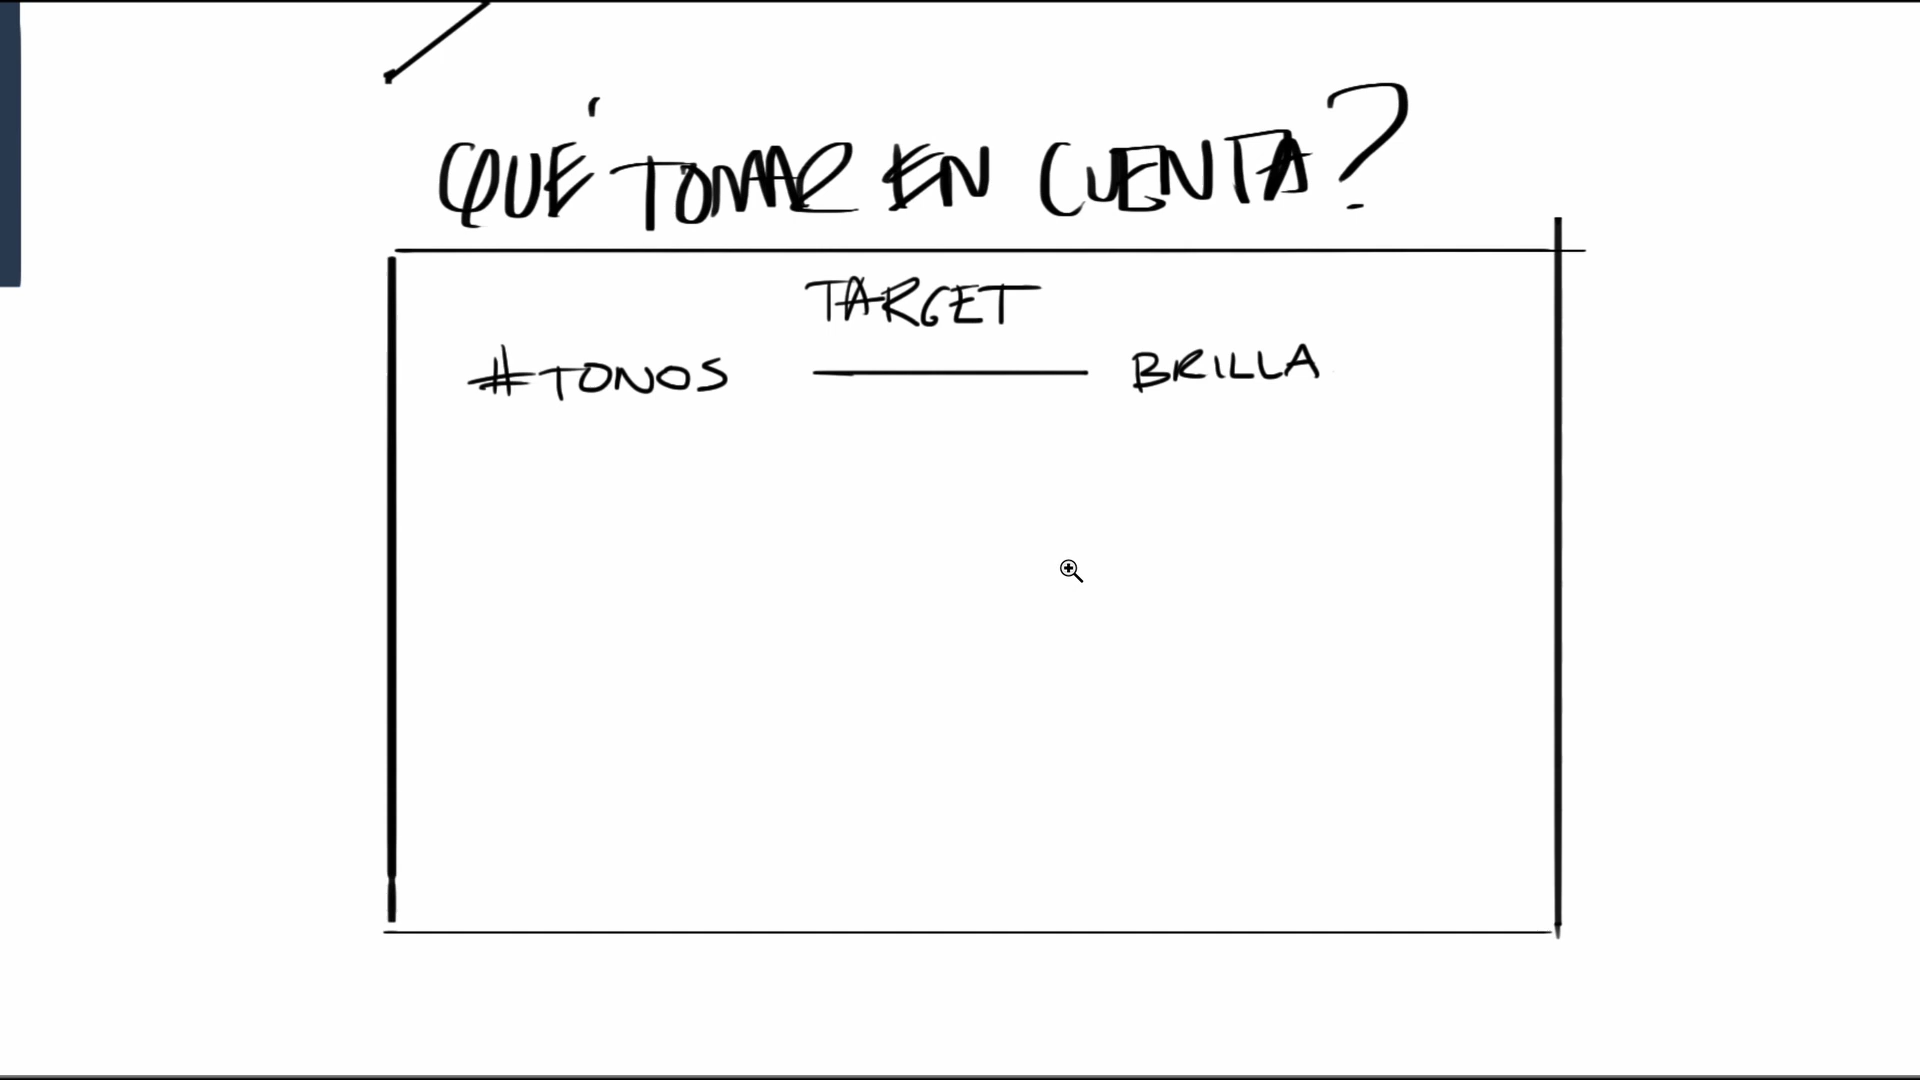 QUÉ TOMAR EN CUENTA?
TARGET
#TONOS — BRILLA